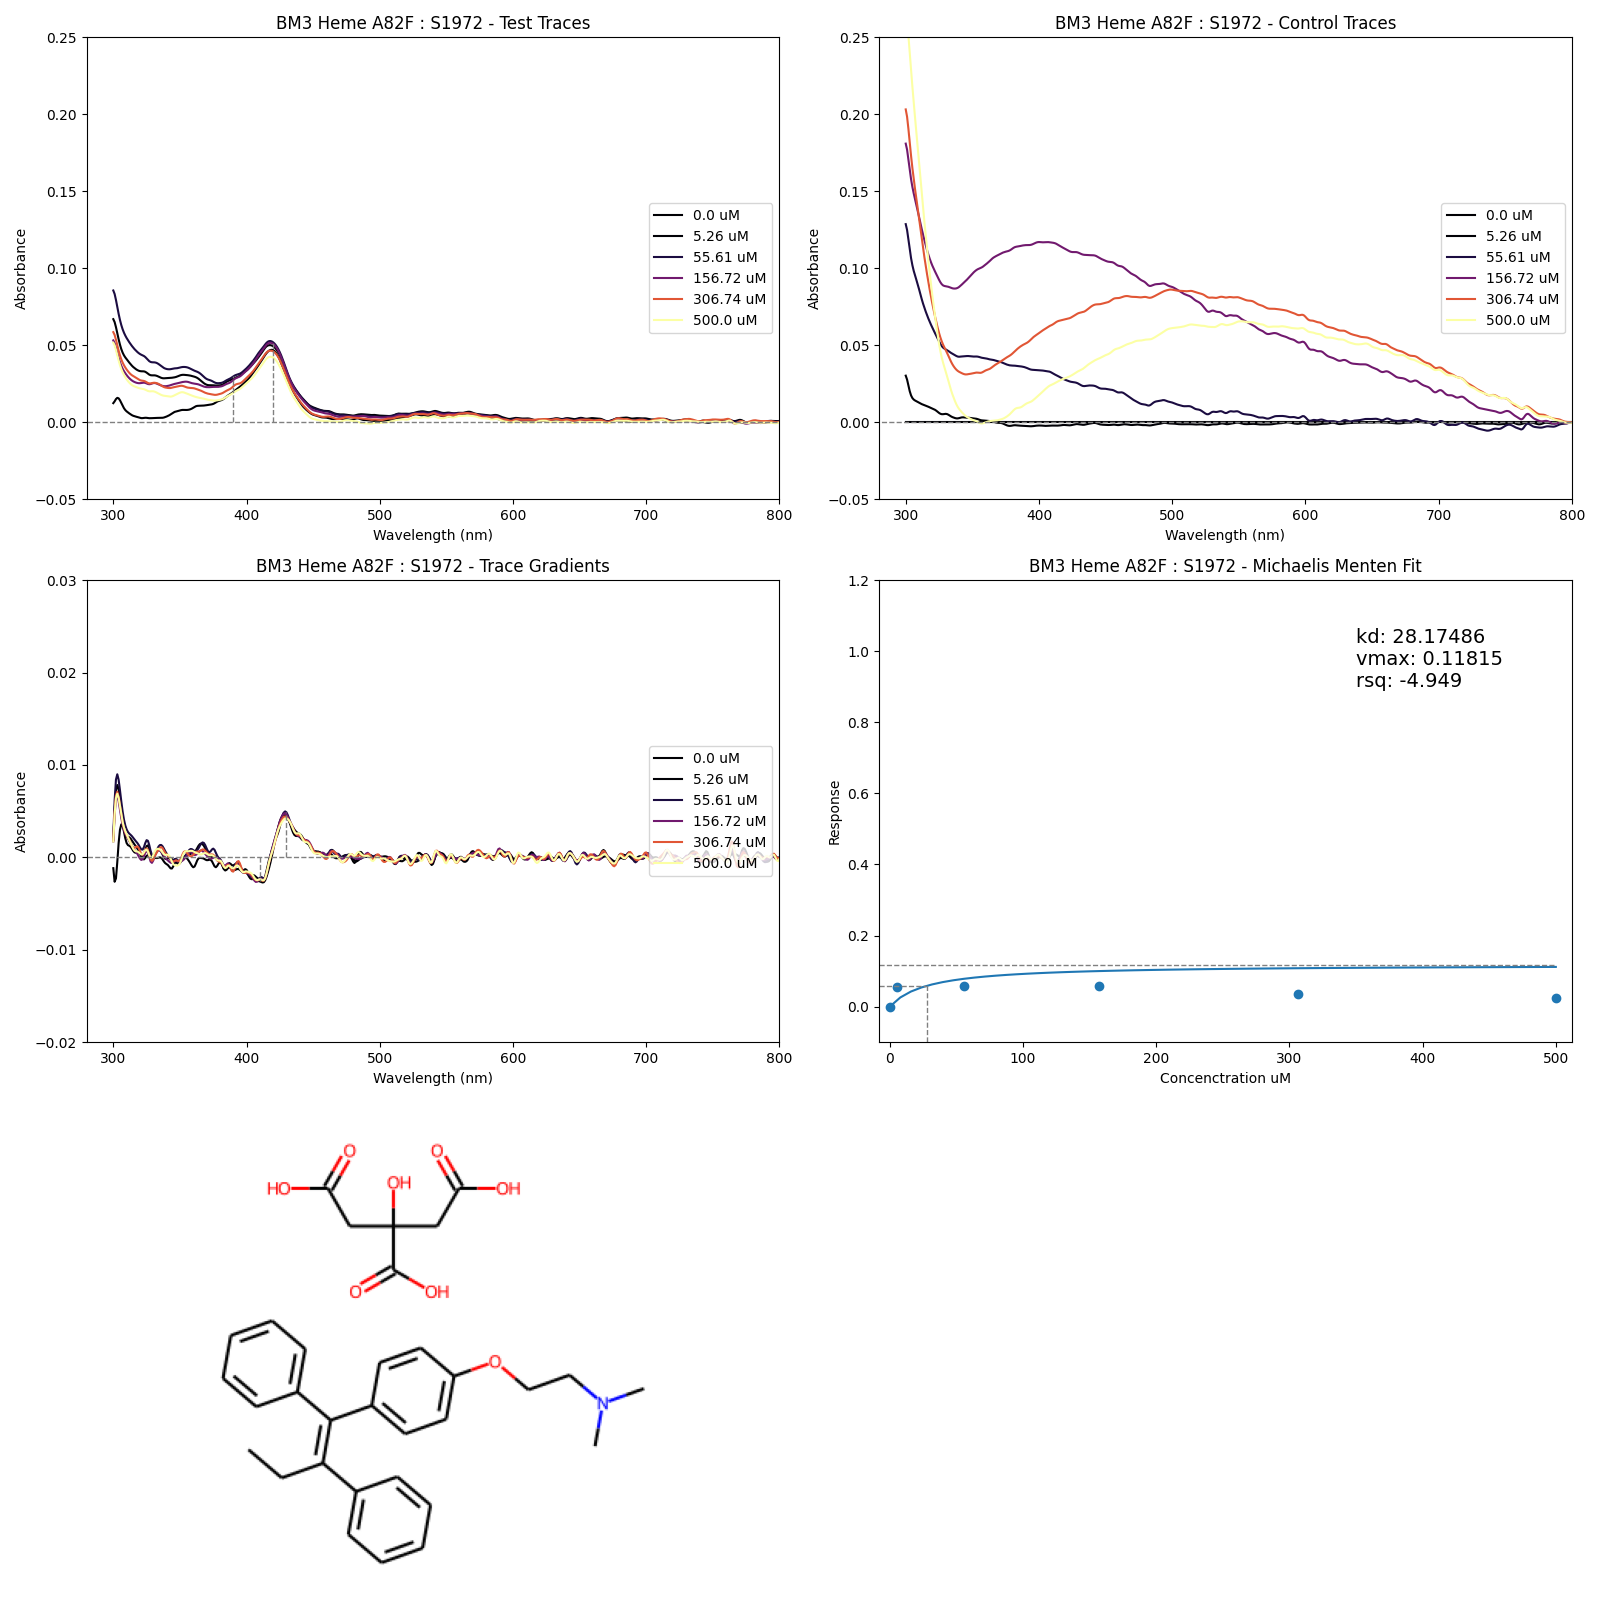 BM3 Heme A82F : S1972 - Test Traces
0.25
0.20
0.15
0.10
0.05
0.00
−0.05
Absorbance
300 400 500 600 700 800
Wavelength (nm)
0.0 uM
5.26 uM
55.61 uM
156.72 uM
306.74 uM
500.0 uM
BM3 Heme A82F : S1972 - Control Traces
0.25
0.20
0.15
0.10
0.05
0.00
−0.05
Absorbance
300 400 500 600 700 800
Wavelength (nm)
0.0 uM
5.26 uM
55.61 uM
156.72 uM
306.74 uM
500.0 uM
BM3 Heme A82F : S1972 - Trace Gradients
0.03
0.02
0.01
0.00
−0.01
−0.02
Absorbance
300 400 500 600 700 800
Wavelength (nm)
0.0 uM
5.26 uM
55.61 uM
156.72 uM
306.74 uM
500.0 uM
BM3 Heme A82F : S1972 - Michaelis Menten Fit
1.2
1.0
0.8
0.6
0.4
0.2
0.0
Response
0 100 200 300 400 500
Concenctration uM
kd: 28.17486
vmax: 0.11815
rsq: -4.949
O O
HO OH OH
O OH
O
N